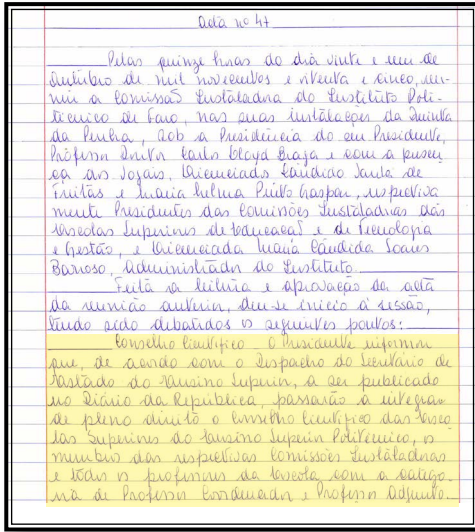 Acta nº 47
Pelas quinze horas do dia vinte e um de
Outubro de mil novecentos e oitenta e cinco, reu-
niu a Comissão Instaladora do Instituto Poli-
técnico de Faro, nas suas instalações da Quinta
da Penha, sob a Presidência do seu Presidente,
Professor Doutor Carlos Lloyd Braga e com a presen
ça dos Vogais, Licenciados Cândido Varela de
Freitas e Maria Helena Pinto Gaspar, respectiva
mente Presidentes das Comissões Instaladoras das
Escolas Superiores de Educação e de Tecnologia
e Gestão, e Licenciada Maria Cândida Soares
Barroso, Administrador do Instituto.
Feita a leitura e aprovação da acta
da reunião anterior, deu-se início à sessão,
tendo sido debatidos os seguintes pontos:
Conselho Científico - O Presidente informou
que, de acordo com o Despacho do Secretário de
Estado do Ensino Superior, a ser publicado
no Diário da República, passarão a integrar
de pleno direito o Conselho Científico das Esco
las Superiores do Ensino Superior Politécnico, os
membros das respectivas Comissões Instaladoras
e todos os professores da Escola com a catego
ria de Professor Coordenador e Professor Adjunto.